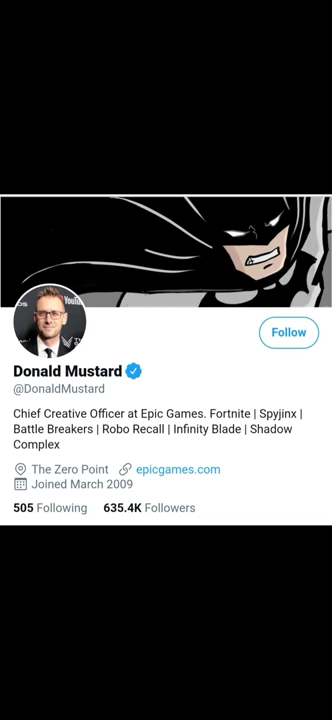 YouTu
Follow
Donald Mustard
@DonaldMustard
Chief Creative Officer at Epic Games. Fortnite | Spyjinx |
Battle Breakers | Robo Recall | Infinity Blade | Shadow
Complex
The Zero Point epicgames.com
Joined March 2009
505 Following 635.4K Followers